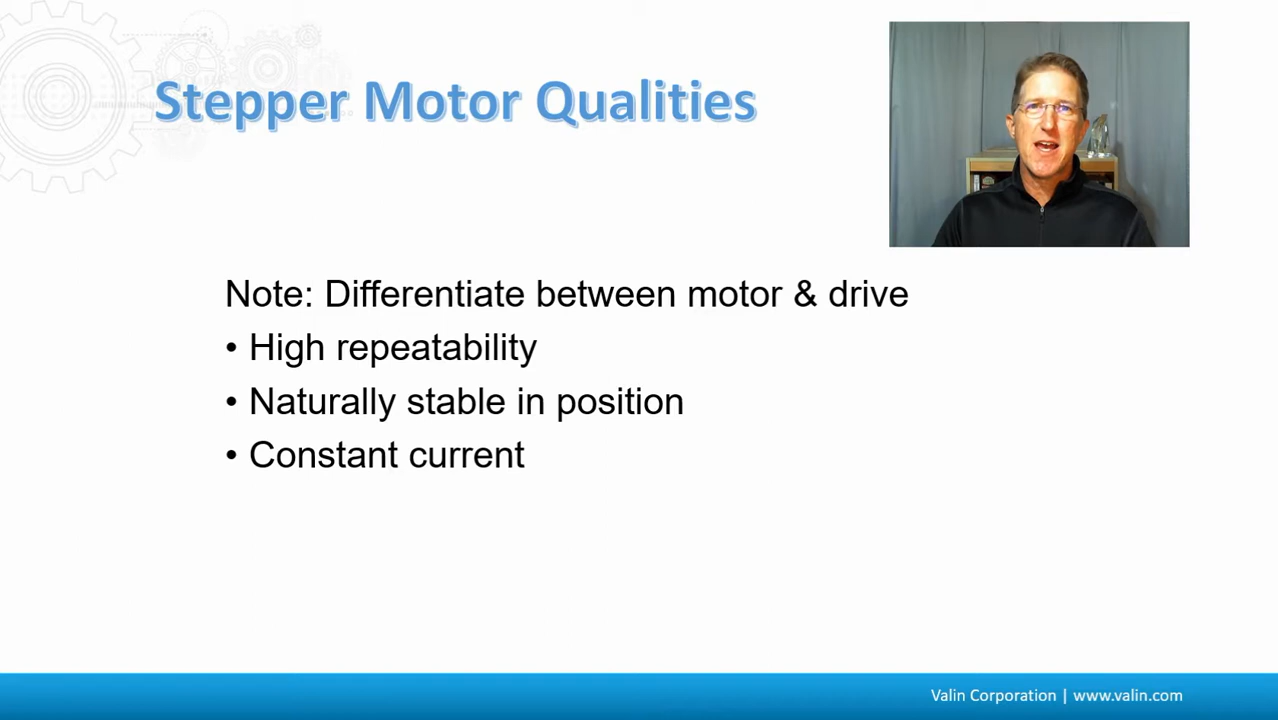 Stepper Motor Qualities
Note: Differentiate between motor & drive
• High repeatability
• Naturally stable in position
• Constant current
Valin Corporation | www.valin.com